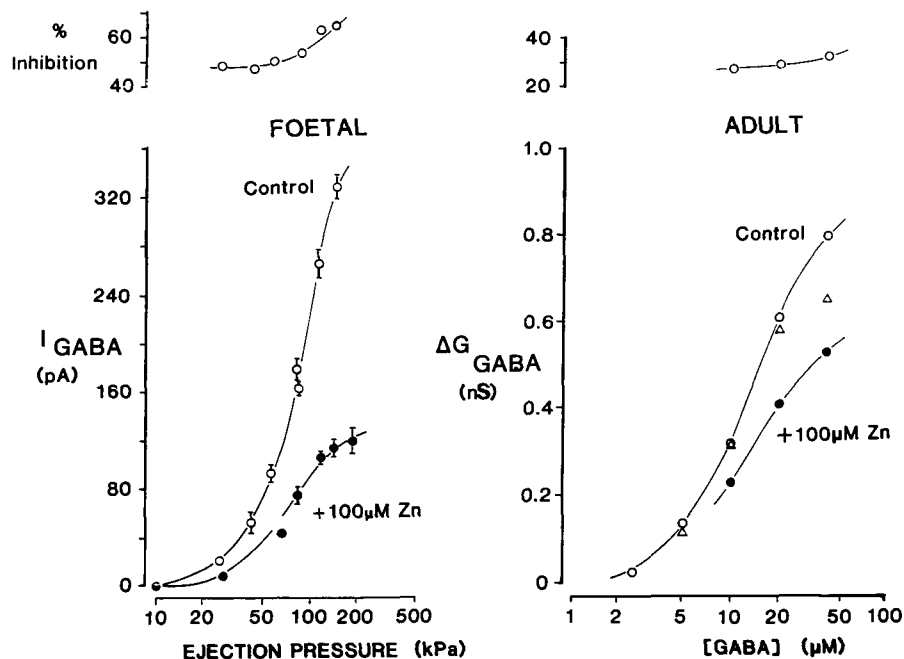 %
Inhibition
60
40
FOETAL
Control
320
240
160
80
0
I GABA
(pA)
+100μM Zn
10 20 50 100 200 500
EJECTION PRESSURE (kPa)
40
20
ADULT
1.0
0.8
0.6
0.4
0.2
0
Control
ΔG GABA
(nS)
+100μM Zn
1 2 5 10 20 50 100
[GABA] (μM)